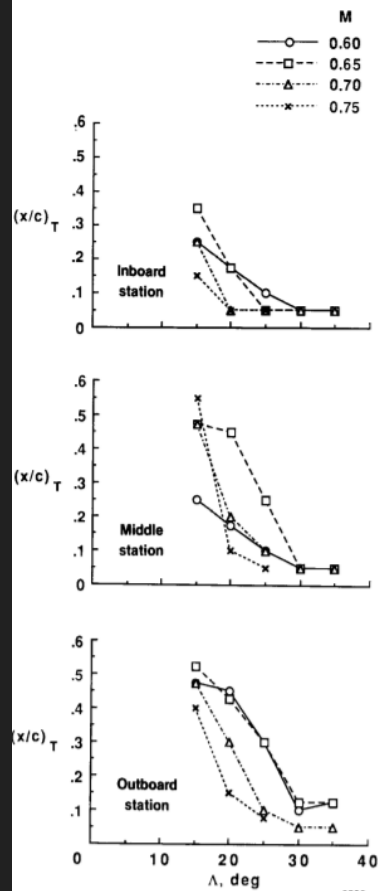 M
0.60
0.65
0.70
0.75
.6
.5
.4
(x/c)T
.3
.2
Inboard
.1
station
0
.6
.5
.4
(x/c)T
.3
.2
Middle
.1
station
0
.6
.5
.4
(x/c)T
.3
.2
Outboard
.1
station
0 10 20 30 40
Λ, deg